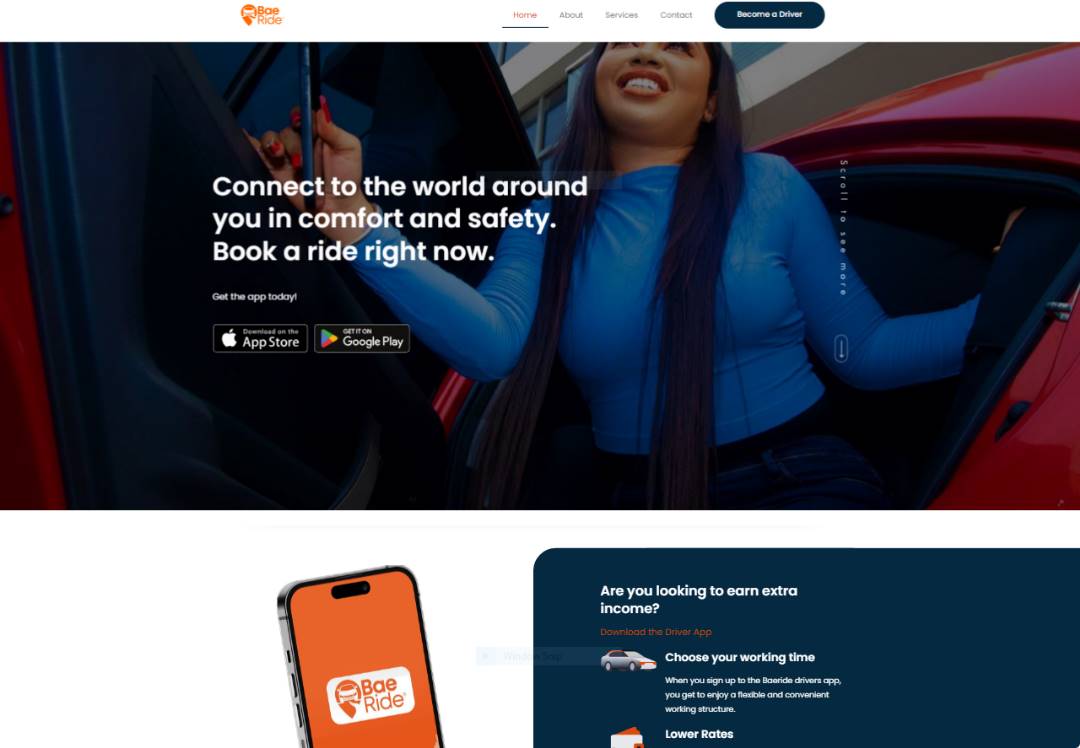 Bae
Ride
Home
About
Services
Contact
Become a Driver
Connect to the world around
you in comfort and safety.
Book a ride right now.
Get the app today!
Download on the
App Store
GET IT ON
Google Play
Scroll to see more
Bae
Ride
Are you looking to earn extra
income?
Download the Driver App
Window Snip
Choose your working time
When you sign up to the Baeride drivers app,
you get to enjoy a flexible and convenient
working structure.
Lower Rates